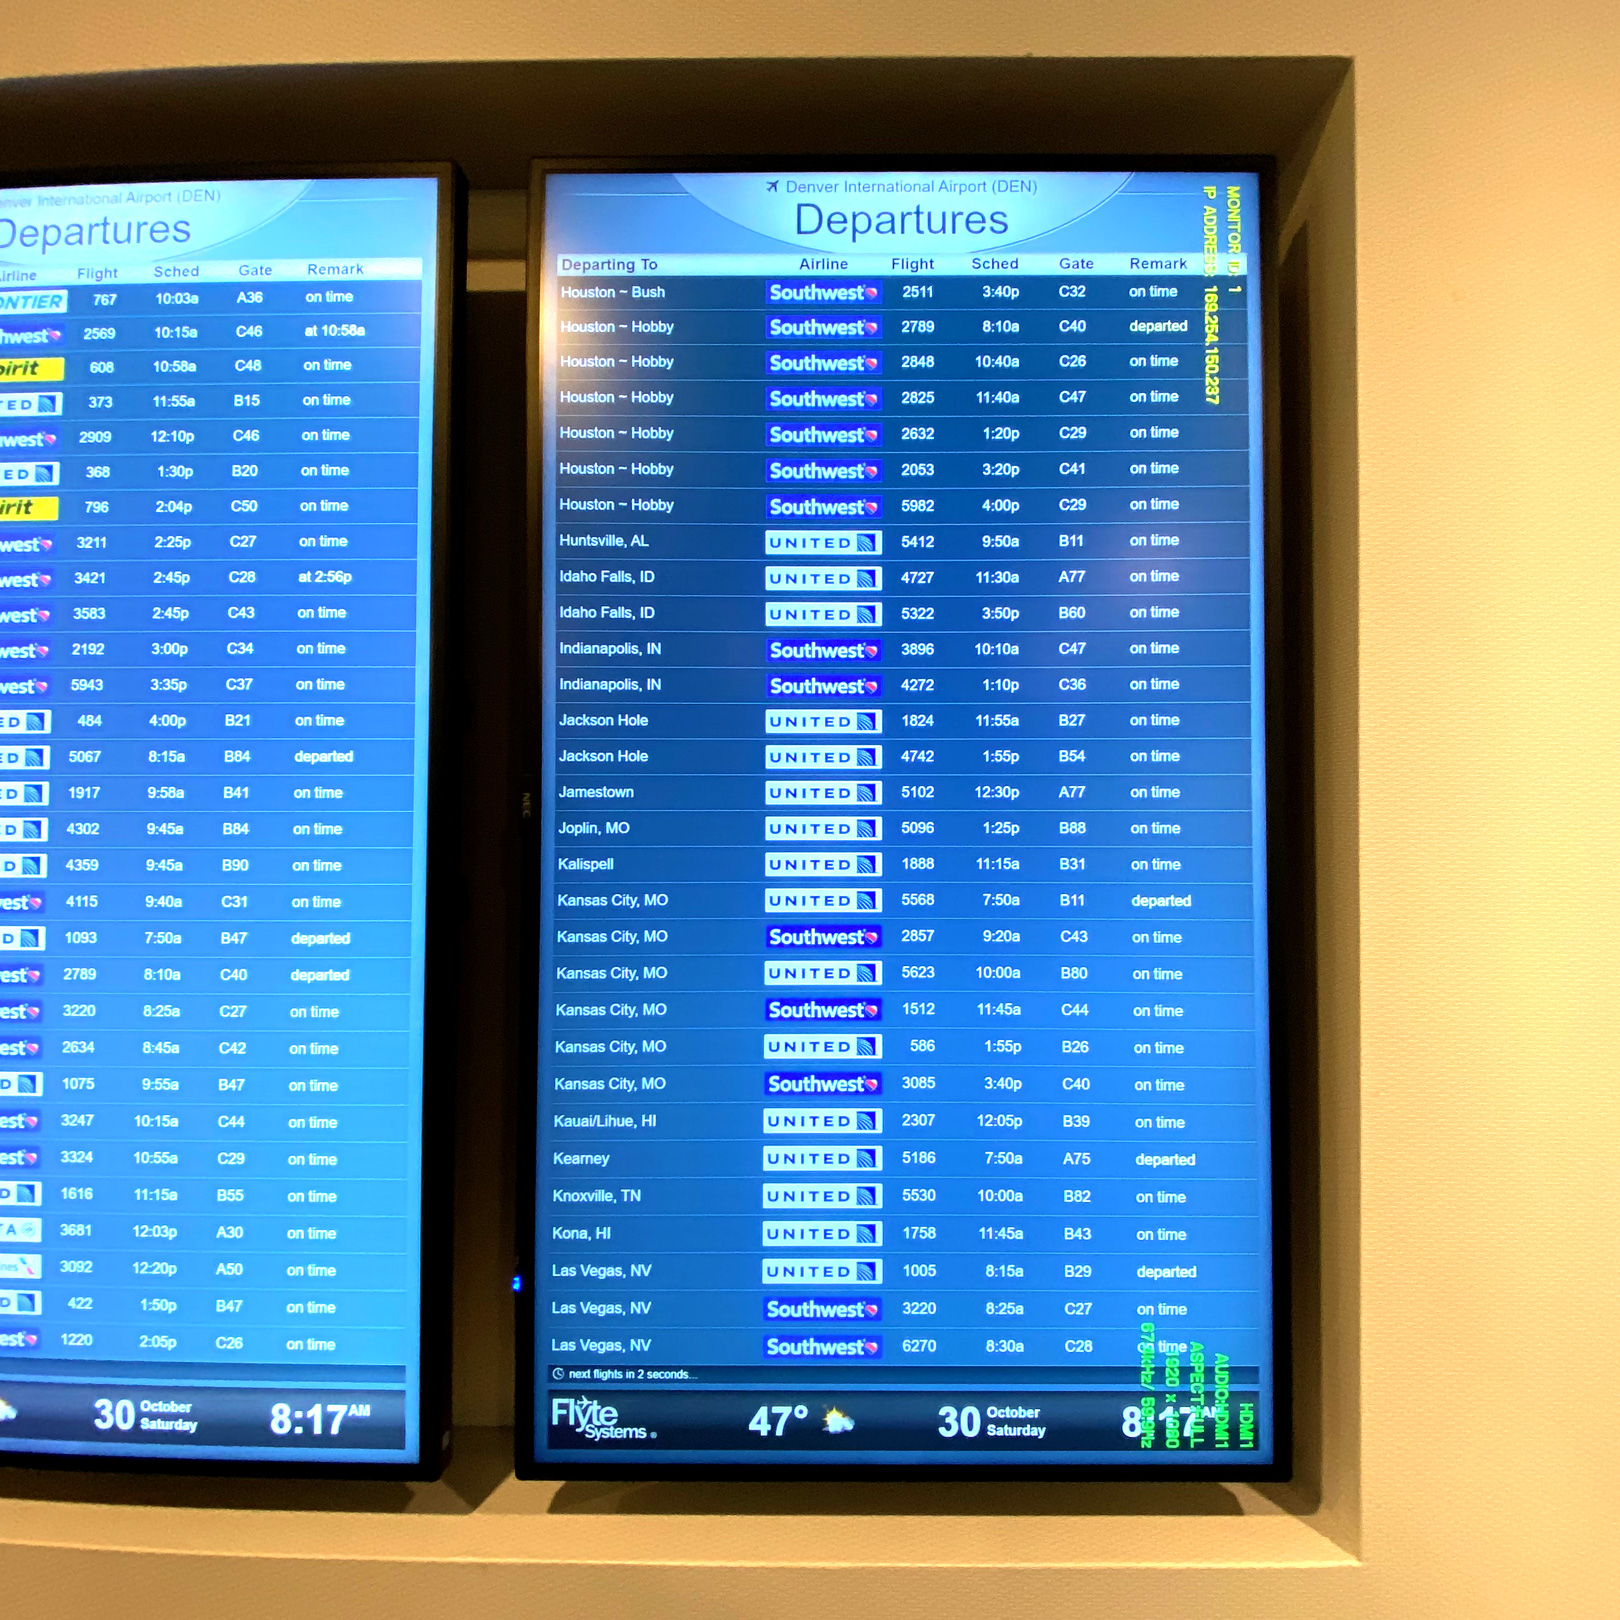 Denver International Airport (DEN)
Departures
Flight Sched Gate Remark
767 10:03a A36 on time
2569 10:15a C46 at 10:58a
608 10:58a C48 on time
373 11:55a B15 on time
2909 12:10p C46 on time
368 1:30p B20 on time
796 2:04p C50 on time
3211 2:25p C27 on time
3421 2:45p C28 at 2:56p
3583 2:45p C43 on time
2192 3:00p C34 on time
5943 3:35p C37 on time
484 4:00p B21 on time
5067 8:15a B84 departed
1917 9:58a B41 on time
4302 9:45a B84 on time
4359 9:45a B90 on time
4115 9:40a C31 on time
1093 7:50a B47 departed
2789 8:10a C40 departed
3220 8:25a C27 on time
2634 8:45a C42 on time
1075 9:55a B47 on time
3247 10:15a C44 on time
3324 10:55a C29 on time
1616 11:15a B55 on time
3681 12:03p A30 on time
3092 12:20p A50 on time
422 1:50p B47 on time
1220 2:05p C26 on time
30 October Saturday 8:17AM
Denver International Airport (DEN)
Departures
Departing To Airline Flight Sched Gate Remark
Houston ~ Bush Southwest 2511 3:40p C32 on time
Houston ~ Hobby Southwest 2789 8:10a C40 departed
Houston ~ Hobby Southwest 2848 10:40a C26 on time
Houston ~ Hobby Southwest 2825 11:40a C47 on time
Houston ~ Hobby Southwest 2632 1:20p C29 on time
Houston ~ Hobby Southwest 2053 3:20p C41 on time
Houston ~ Hobby Southwest 5982 4:00p C29 on time
Huntsville, AL UNITED 5412 9:50a B11 on time
Idaho Falls, ID UNITED 4727 11:30a A77 on time
Idaho Falls, ID UNITED 5322 3:50p B60 on time
Indianapolis, IN Southwest 3896 10:10a C47 on time
Indianapolis, IN Southwest 4272 1:10p C36 on time
Jackson Hole UNITED 1824 11:55a B27 on time
Jackson Hole UNITED 4742 1:55p B54 on time
Jamestown UNITED 5102 12:30p A77 on time
Joplin, MO UNITED 5096 1:25p B88 on time
Kalispell UNITED 1888 11:15a B31 on time
Kansas City, MO UNITED 5568 7:50a B11 departed
Kansas City, MO Southwest 2857 9:20a C43 on time
Kansas City, MO UNITED 5623 10:00a B80 on time
Kansas City, MO Southwest 1512 11:45a C44 on time
Kansas City, MO UNITED 586 1:55p B26 on time
Kansas City, MO Southwest 3085 3:40p C40 on time
Kauai/Lihue, HI UNITED 2307 12:05p B39 on time
Kearney UNITED 5186 7:50a A75 departed
Knoxville, TN UNITED 5530 10:00a B82 on time
Kona, HI UNITED 1758 11:45a B43 on time
Las Vegas, NV UNITED 1005 8:15a B29 departed
Las Vegas, NV Southwest 3220 8:25a C27 on time
Las Vegas, NV Southwest 6270 8:30a C28 on time
next flights in 2 seconds...
Flyte Systems 47° 30 October Saturday 8:17AM
MONITOR ID: 1
IP ADDRESS: 169.254.150.237
HDMI1
AUDIO:HDMI1
ASPECT:FULL
1920 x 1080
NEC